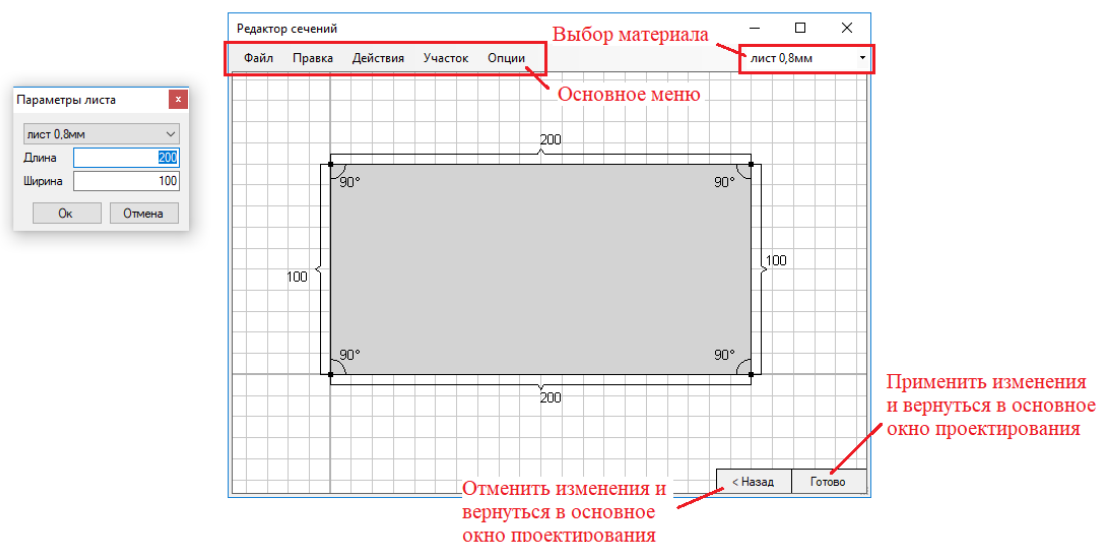 Параметры листа
x
лист 0,8мм
Длина 200
Ширина 100
Ок Отмена
Редактор сечений
Файл Правка Действия Участок Опции
лист 0,8мм
Выбор материала
Основное меню
200
90° 90°
100 100
90° 90°
200
< Назад Готово
Применить изменения
и вернуться в основное
окно проектирования
Отменить изменения и
вернуться в основное
окно проектирования